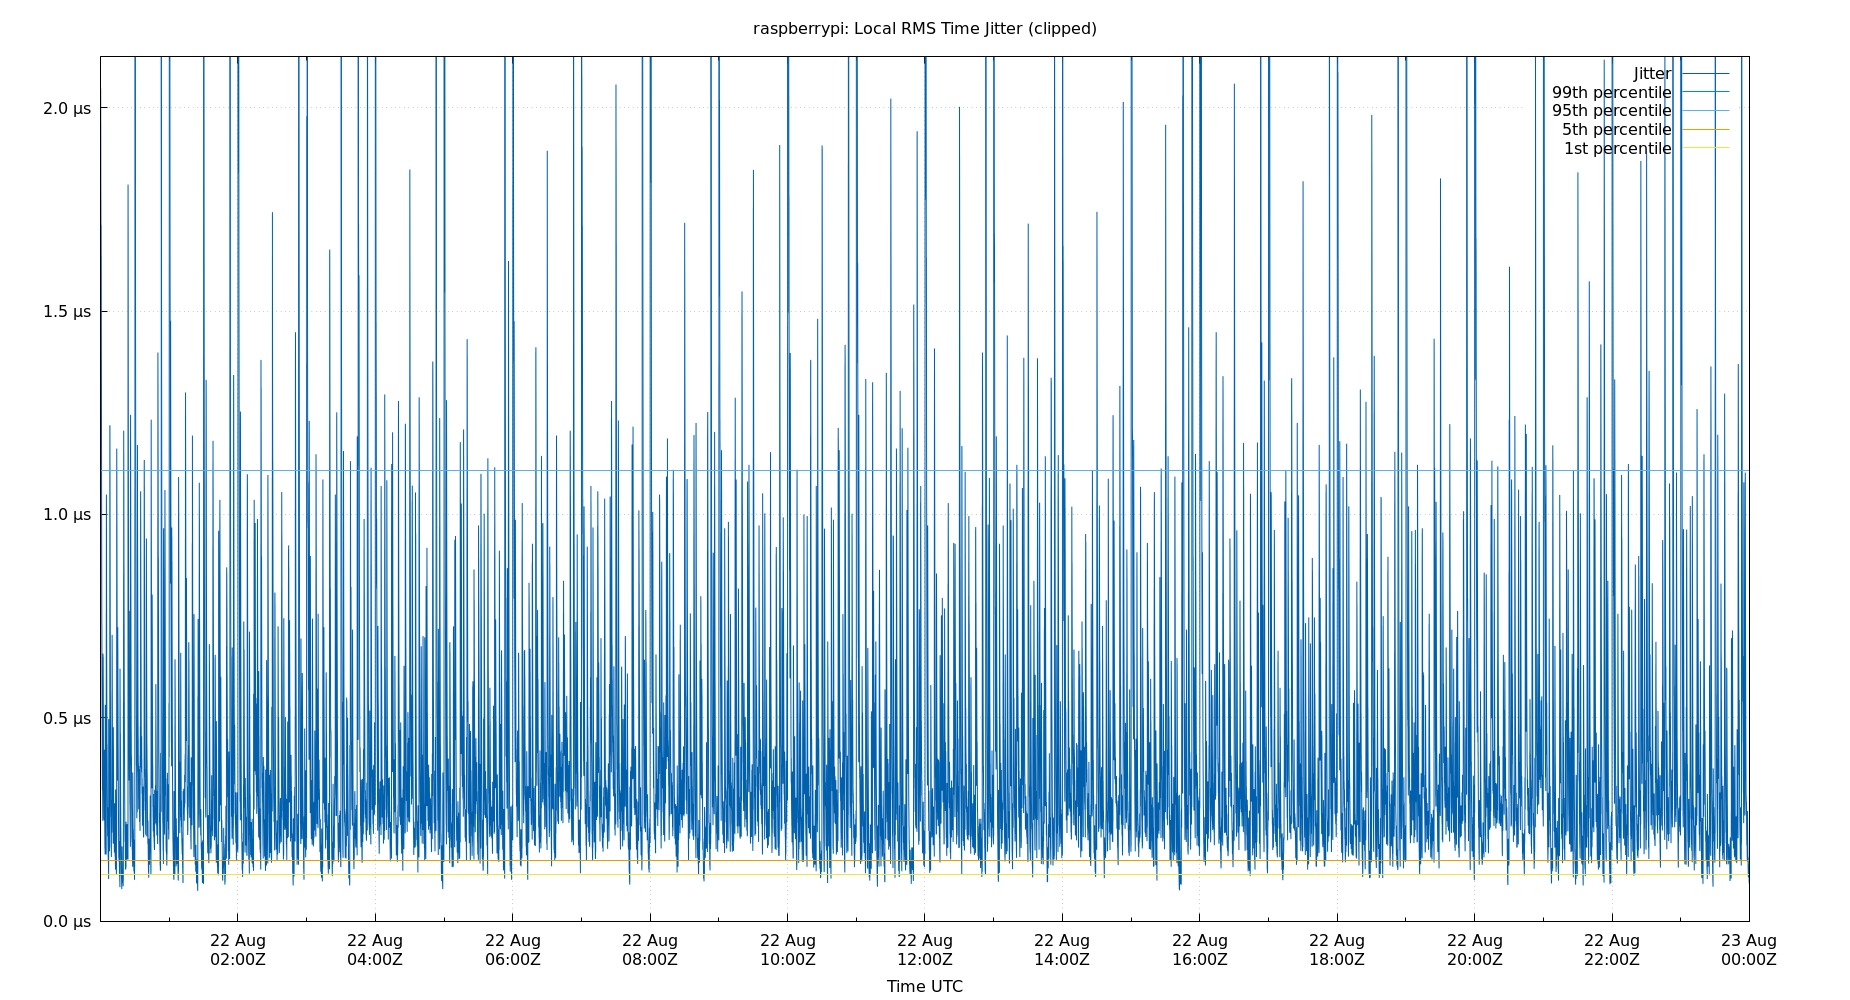 raspberrypi: Local RMS Time Jitter (clipped)
Jitter
99th percentile
95th percentile
5th percentile
1st percentile
2.0 µs
1.5 µs
1.0 µs
0.5 µs
0.0 µs
22 Aug 22 Aug 22 Aug 22 Aug 22 Aug 22 Aug 22 Aug 22 Aug 22 Aug 22 Aug 22 Aug 23 Aug
02:00Z 04:00Z 06:00Z 08:00Z 10:00Z 12:00Z 14:00Z 16:00Z 18:00Z 20:00Z 22:00Z 00:00Z
Time UTC